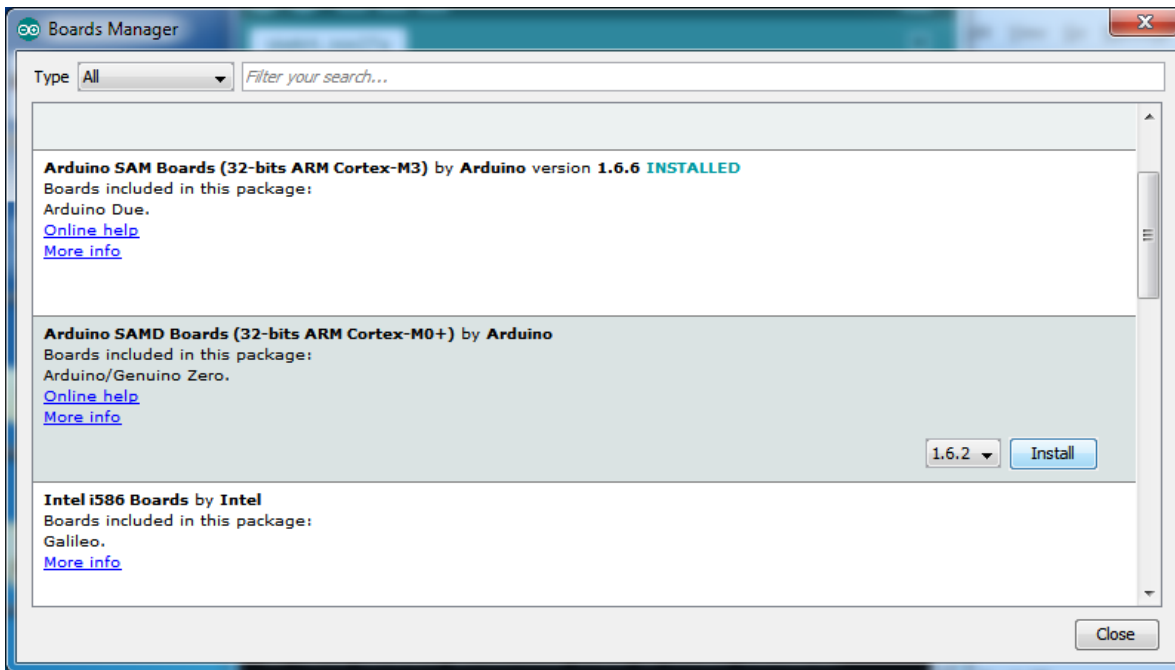 Boards Manager
Type All Filter your search...
Arduino SAM Boards (32-bits ARM Cortex-M3) by Arduino version 1.6.6 INSTALLED
Boards included in this package:
Arduino Due.
Online help
More info
Arduino SAMD Boards (32-bits ARM Cortex-M0+) by Arduino
Boards included in this package:
Arduino/Genuino Zero.
Online help
More info
1.6.2 Install
Intel i586 Boards by Intel
Boards included in this package:
Galileo.
More info
Close